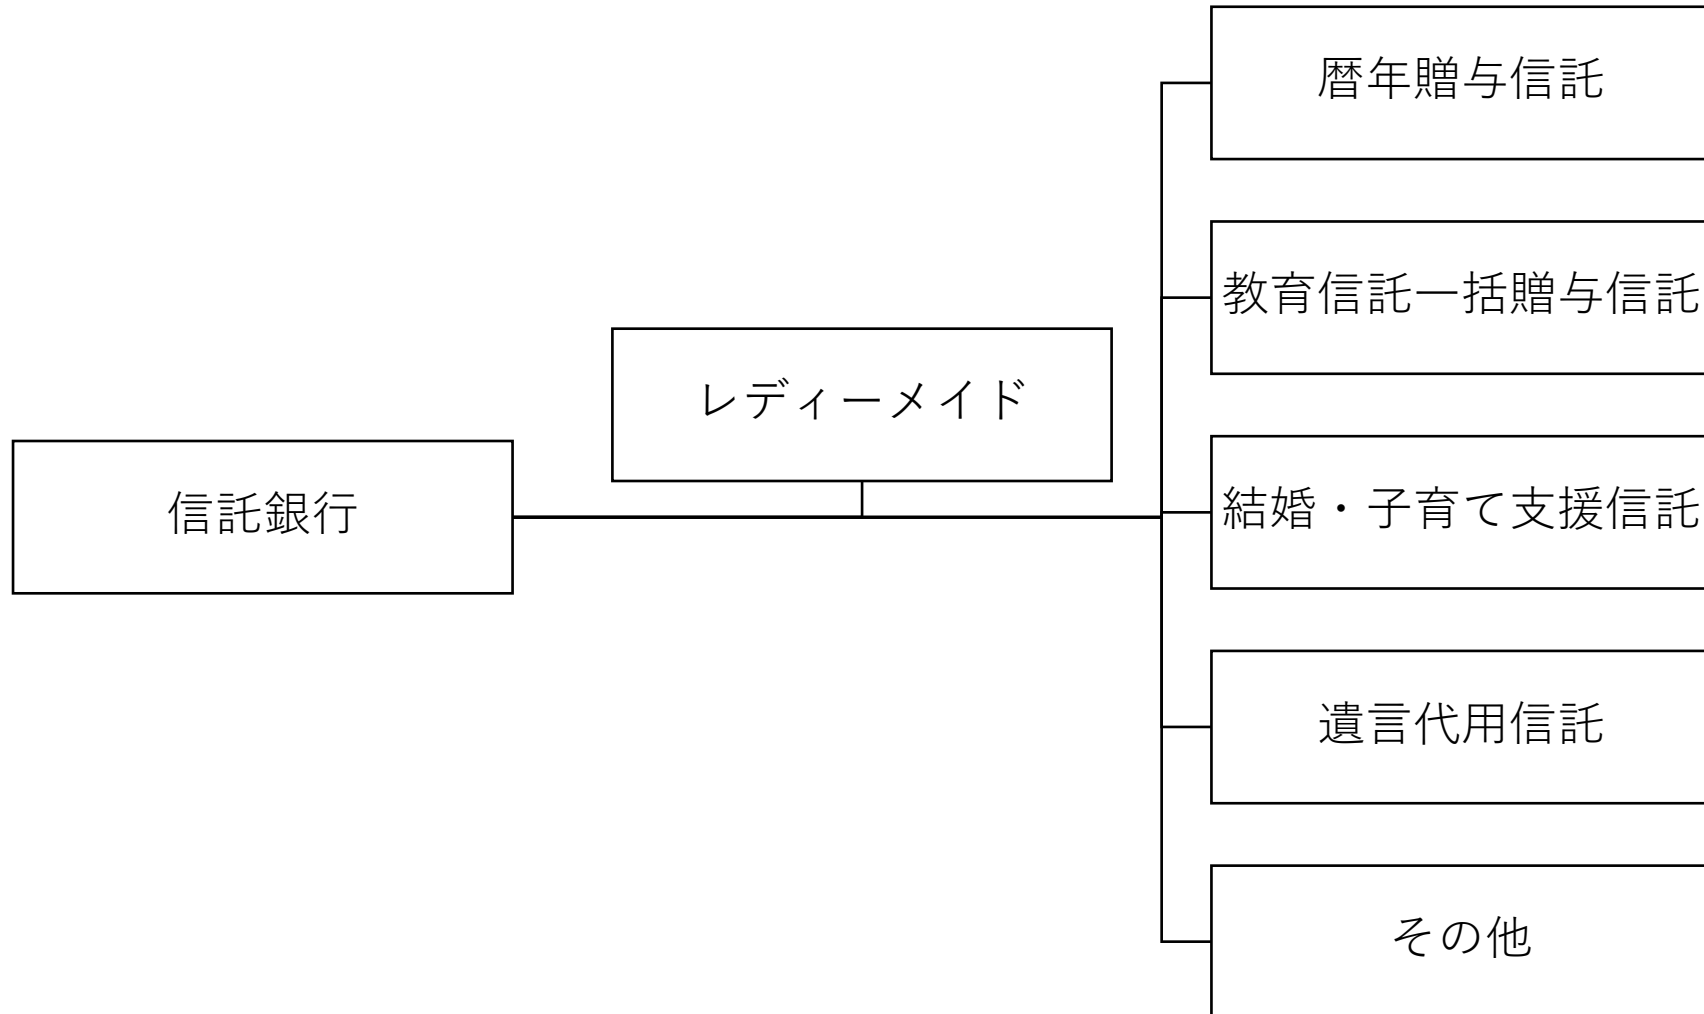 信託銀行
レディーメイド
暦年贈与信託
教育信託一括贈与信託
結婚・子育て支援信託
遺言代用信託
その他